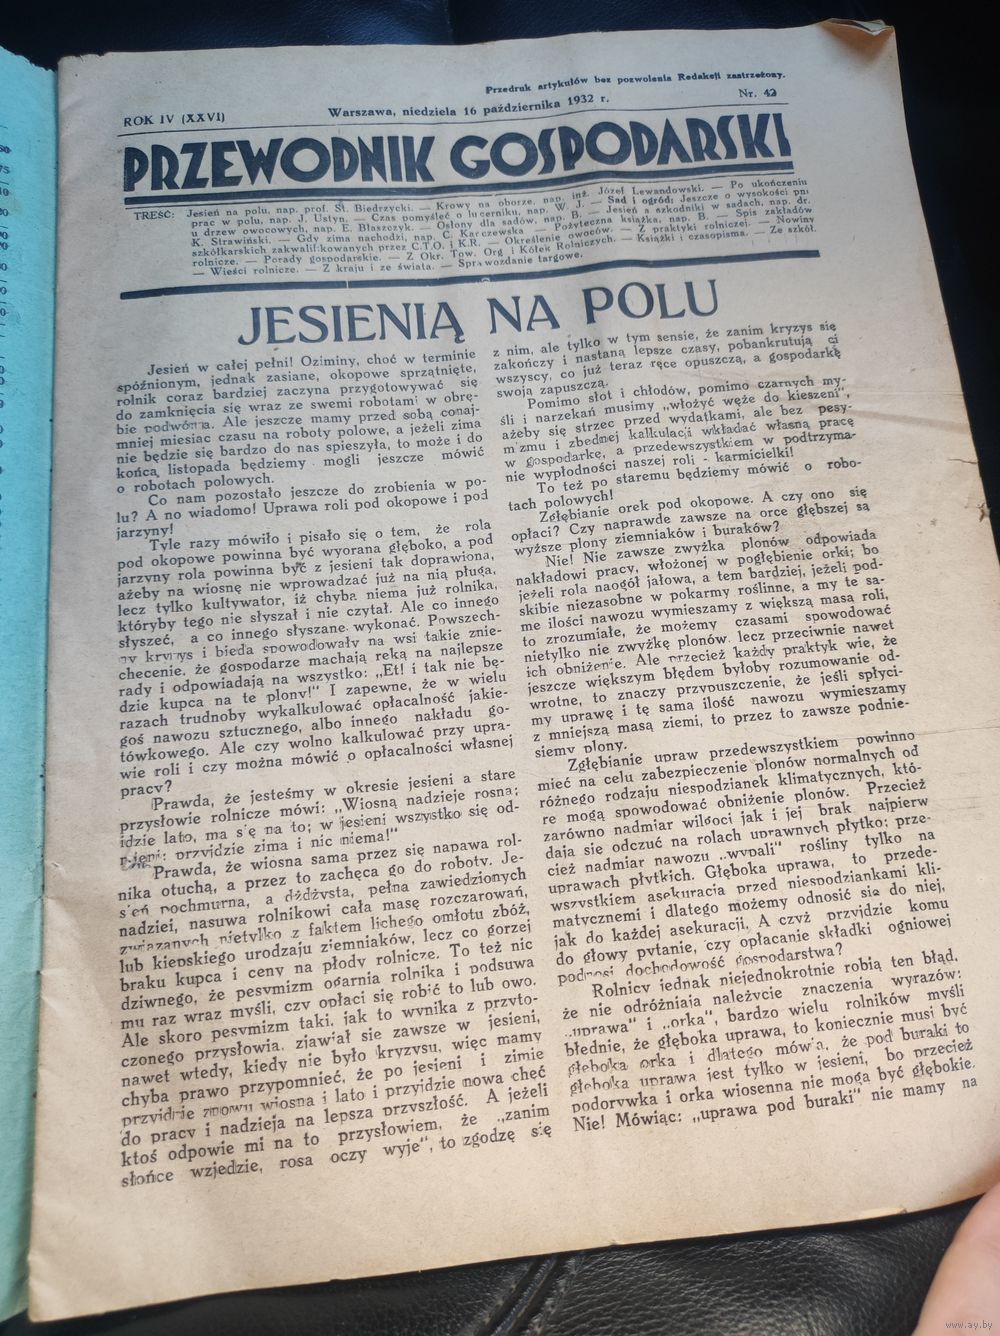 Przedruk artykułów bez pozwolenia Redakcji zastrzeżony.
ROK IV (XXVI)
Warszawa, niedziela 16 października 1932 r.
Nr. 42
PRZEWODNIK GOSPODARSKI
TREŚĆ: Jesień na polu, nap. prof. St. Biedrzycki. — Krowy na oborze, nap. inż. Józef Lewandowski. — Po ukończeniu
prac w polu, nap. J. Ustyn. — Czas pomyśleć o lucerniku, nap. W. J. — Sad i ogród: Jeszcze o wysokości pni
u drzew owocowych, nap. E. Błaszczyk. — Osłony dla sadów, nap. B. — Jesień a szkodniki w sadach, nap. dr.
K. Strawiński. — Gdy zima nachodzi, nap. C. Karczewska — Pożyteczna książka, nap. B. — Spis zakładów
szkółkarskich zakwalifikowanych przez C.T.O. i K.R. — Określenie owoców. — Z praktyki rolniczej. — Nowiny
rolnicze. — Porady gospodarskie. — Z Okr. Tow. Org i Kółek Rolniczych. — Książki i czasopisma. — Ze szkół.
— Wieści rolnicze. — Z kraju i ze świata. — Sprawozdanie targowe.
JESIENIĄ NA POLU
Jesień w całej pełni! Oziminy, choć w terminie
spóźnionym, jednak zasiane, okopowe sprzątnięte,
rolnik coraz bardziej zaczyna przygotowywać się
do zamknięcia się wraz ze swemi robotami w obrę-
bie podwórza. Ale jeszcze mamy przed sobą conaj-
mniej miesiąc czasu na roboty polowe, a jeżeli zima
nie będzie się bardzo do nas spieszyła, to może i do
końca listopada będziemy mogli jeszcze mówić
o robotach polowych.
Co nam pozostało jeszcze do zrobienia w po-
lu? A no wiadomo! Uprawa roli pod okopowe i pod
jarzyny!
Tyle razy mówiło i pisało się o tem, że rola
pod okopowe powinna być wyorana głęboko, a pod
jarzyny rola powinna być z jesieni tak doprawiona,
ażeby na wiosnę nie wprowadzać już na nią pługa,
lecz tylko kultywator, iż chyba niema już rolnika,
któryby tego nie słyszał i nie czytał. Ale co innego
słyszeć, a co innego słyszane wykonać. Powszech-
ny kryzys i bieda spowodowały na wsi takie znie-
chęcenie, że gospodarze machają ręką na najlepsze
rady i odpowiadają na wszystko: „Et! i tak nie bę-
dzie kupca na te plony!" I zapewne, że w wielu
razach trudnoby wykalkulować opłacalność jakie-
goś nawozu sztucznego, albo innego nakładu go-
tówkowego. Ale czy wolno kalkulować przy upra-
wie roli i czy można mówić o opłacalności własnej
pracy?
Prawda, że jesteśmy w okresie jesieni a stare
przysłowie rolnicze mówi: „Wiosną nadzieje rosną;
idzie lato, ma się na to; w jesieni wszystko się od-
mieni; przyjdzie zima i nic niema!"
Prawda, że wiosna sama przez się napawa rol-
nika otuchą, a przez to zachęca go do roboty. Je-
sień pochmurna, a dżdżysta, pełna zawiedzionych
nadziei, nasuwa rolnikowi całą masę rozczarowań,
związanych nietylko z faktem lichego omłotu zbóż,
lub kiepskiego urodzaju ziemniaków, lecz co gorzej
braku kupca i ceny na płody rolnicze. To też nic
dziwnego, że pesymizm ogarnia rolnika i podsuwa
mu raz wraz myśli, czy opłaci się robić to lub owo.
Ale skoro pesymizm taki, jak to wynika z przyto-
czonego przysłowia, zjawiał się zawsze w jesieni,
nawet wtedy, kiedy nie było kryzysu, więc mamy
chyba prawo przypomnieć, że po jesieni i zimie
przyjdzie znowu wiosna i lato i przyjdzie nowa chęć
do pracy i nadzieja na lepszą przyszłość. A jeżeli
ktoś odpowie mi na to przysłowiem, że „zanim
słońce wzejdzie, rosa oczy wyje", to zgodzę się
z nim, ale tylko w tym sensie, że zanim kryzys się
zakończy i nastaną lepsze czasy, pobankrutują ci
wszyscy, co już teraz ręce opuszczą, a gospodarkę
swoją zapuszczą.
Pomimo słot i chłodów, pomimo czarnych my-
śli i narzekań musimy „włożyć węże do kieszeni",
ażeby się strzec przed wydatkami, ale bez pesy-
mizmu i zbędnej kalkulacji wkładać własną pracę
w gospodarkę, a przedewszystkiem w podtrzyma-
nie wypłodności naszej roli - karmicielki!
To też po staremu będziemy mówić o robo-
tach polowych!
Zgłębianie orek pod okopowe. A czy ono się
opłaci? Czy naprawdę zawsze na orce głębszej są
wyższe plony ziemniaków i buraków?
Nie! Nie zawsze zwyżka plonów odpowiada
nakładowi pracy, włożonej w pogłębienie orki; bo
jeżeli rola naogół jałowa, a tem bardziej, jeżeli pod-
skibie niezasobne w pokarmy roślinne, a my te sa-
me ilości nawozu wymieszamy z większą masą roli,
to zrozumiałe, że możemy czasami spowodować
nietylko nie zwyżkę plonów, lecz przeciwnie nawet
ich obniżenie. Ale przecież każdy praktyk wie, że
jeszcze większym błędem byłoby rozumowanie od-
wrotne, to znaczy przypuszczenie, że jeśli spłyci-
my uprawę i tę samą ilość nawozu wymieszamy
z mniejszą masą ziemi, to przez to zawsze podnie-
siemy plony.
Zgłębianie upraw przedewszystkiem powinno
mieć na celu zabezpieczenie plonów normalnych od
różnego rodzaju niespodzianek klimatycznych, któ-
re mogą spowodować obniżenie plonów. Przecież
zarówno nadmiar wilgoci jak i jej brak najpierw
dają się odczuć na rolach uprawnych płytko; prze-
cież nadmiar nawozu „wypali" rośliny tylko na
uprawach płytkich. Głęboka uprawa, to przede-
wszystkiem asekuracja przed niespodziankami kli-
matycznemi i dlatego możemy odnosić się do niej,
jak do każdej asekuracji. A czyż przyjdzie komu
do głowy pytanie, czy opłacanie składki ogniowej
podnosi dochodowość gospodarstwa?
Rolnicy jednak niejednokrotnie robią ten błąd,
że nie odróżniają należycie znaczenia wyrazów:
„uprawa" i „orka", bardzo wielu rolników myśli
błędnie, że głęboka uprawa, to koniecznie musi być
głęboka orka i dlatego mówią, że pod buraki to
głęboka uprawa jest tylko w jesieni, bo przecież
podorywka i orka wiosenna nie mogą być głębokie.
Nie! Mówiąc: „uprawa pod buraki" nie mamy na
www.ay.by